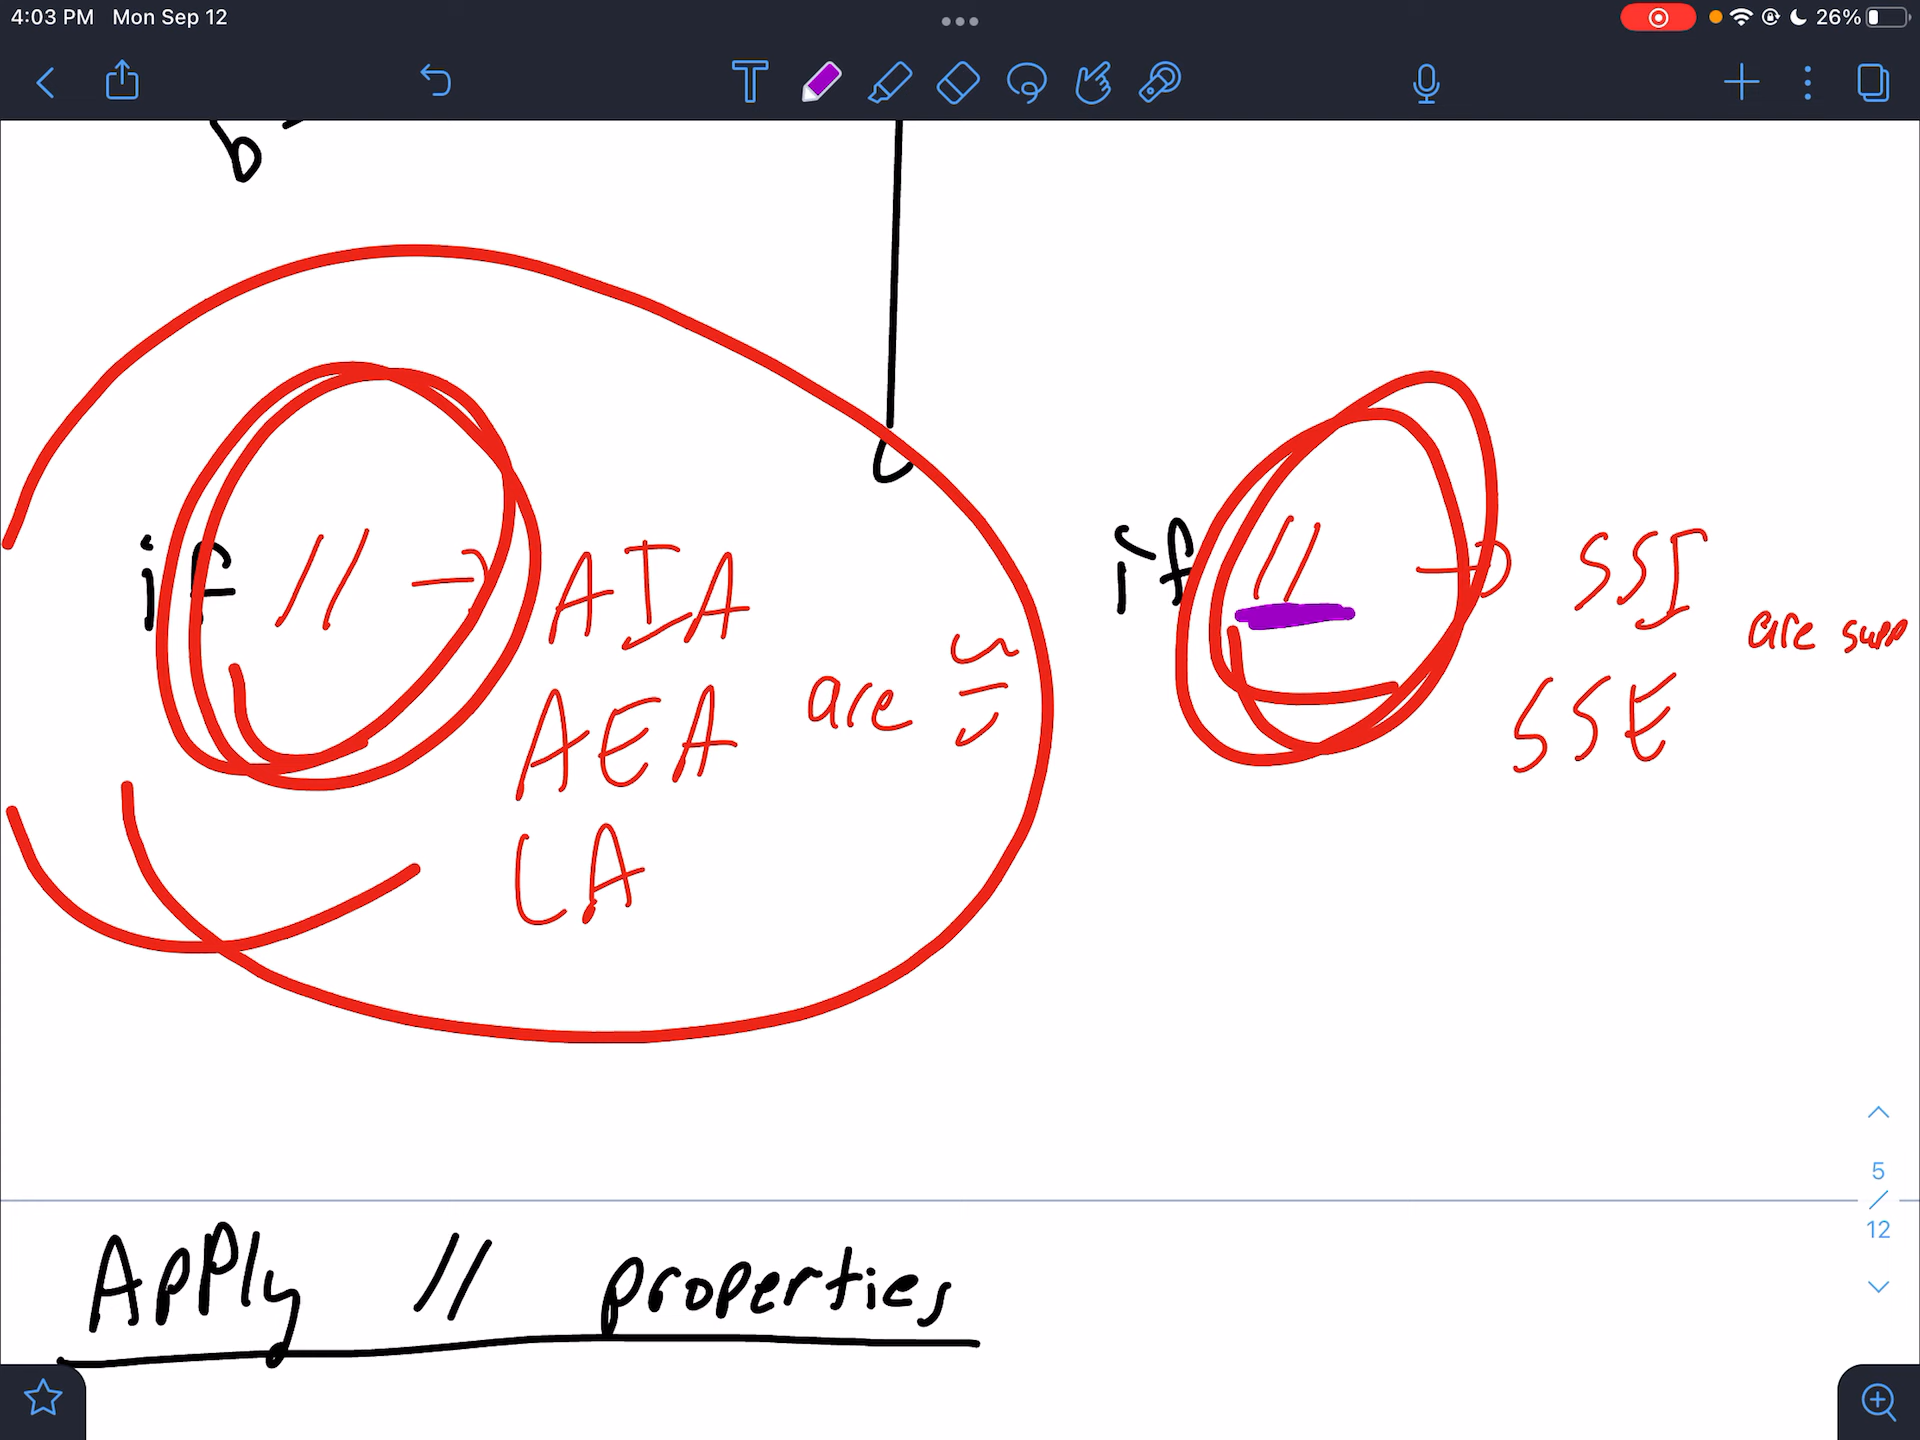 4:03 PM Mon Sep 12
26%
b
if // → AIA
AEA are ≅
LA
if // → SSI
are supp
SSE
5
/
12
Apply // properties